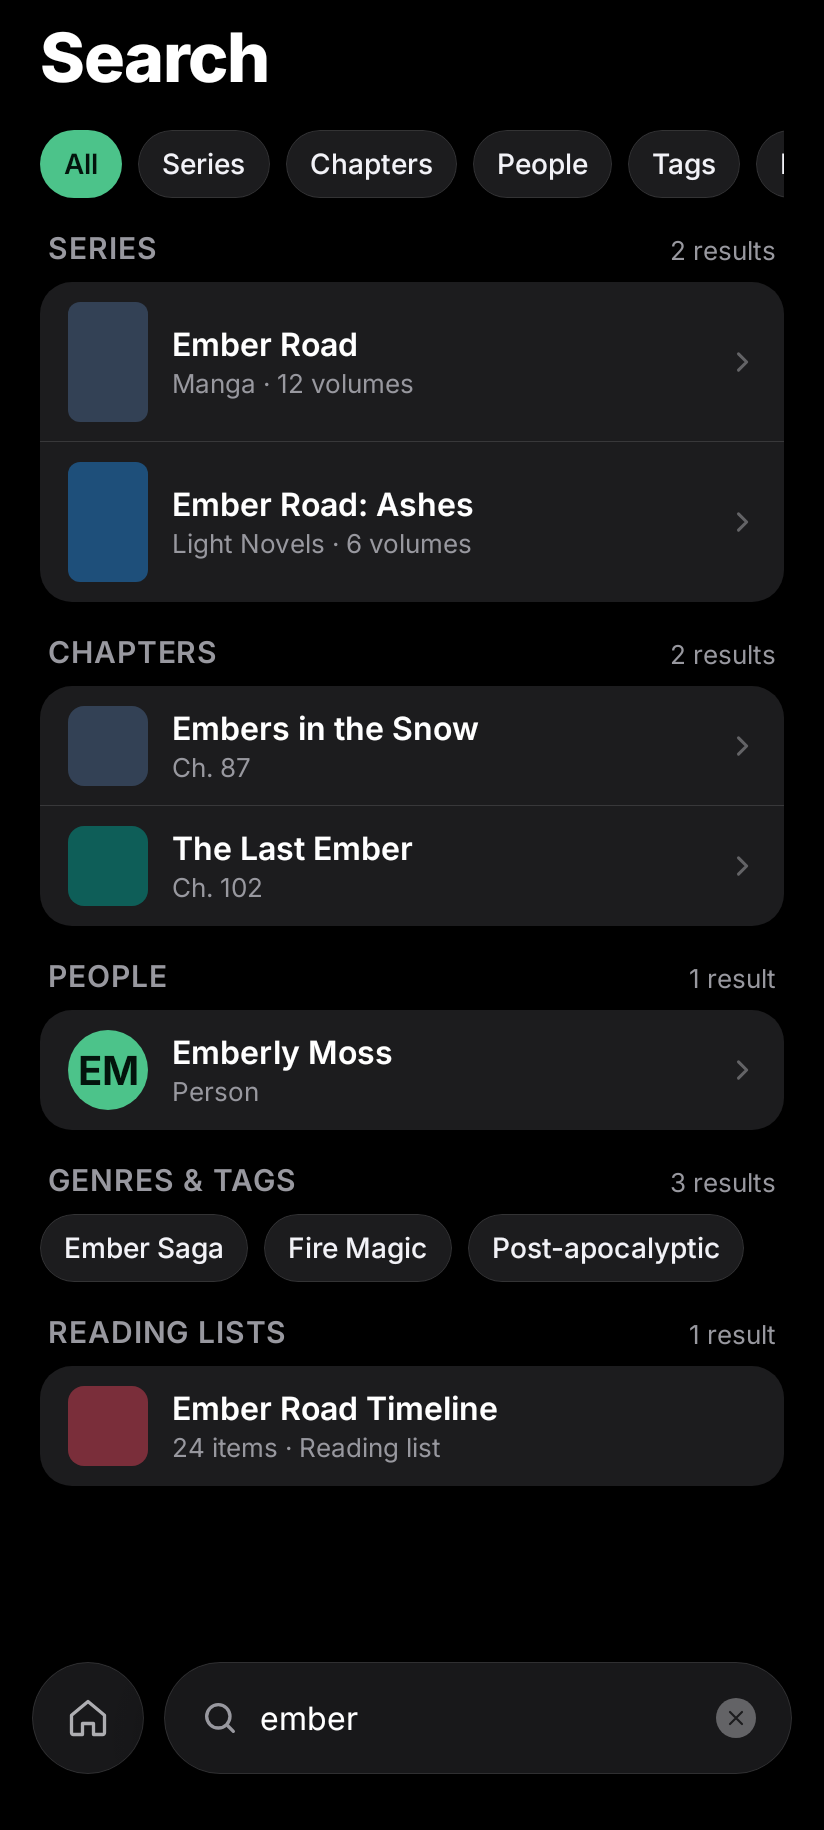 Search
All
Series
Chapters
People
Tags
SERIES
2 results
Ember Road
Manga · 12 volumes
Ember Road: Ashes
Light Novels · 6 volumes
CHAPTERS
2 results
Embers in the Snow
Ch. 87
The Last Ember
Ch. 102
PEOPLE
1 result
EM
Emberly Moss
Person
GENRES & TAGS
3 results
Ember Saga
Fire Magic
Post-apocalyptic
READING LISTS
1 result
Ember Road Timeline
24 items · Reading list
ember